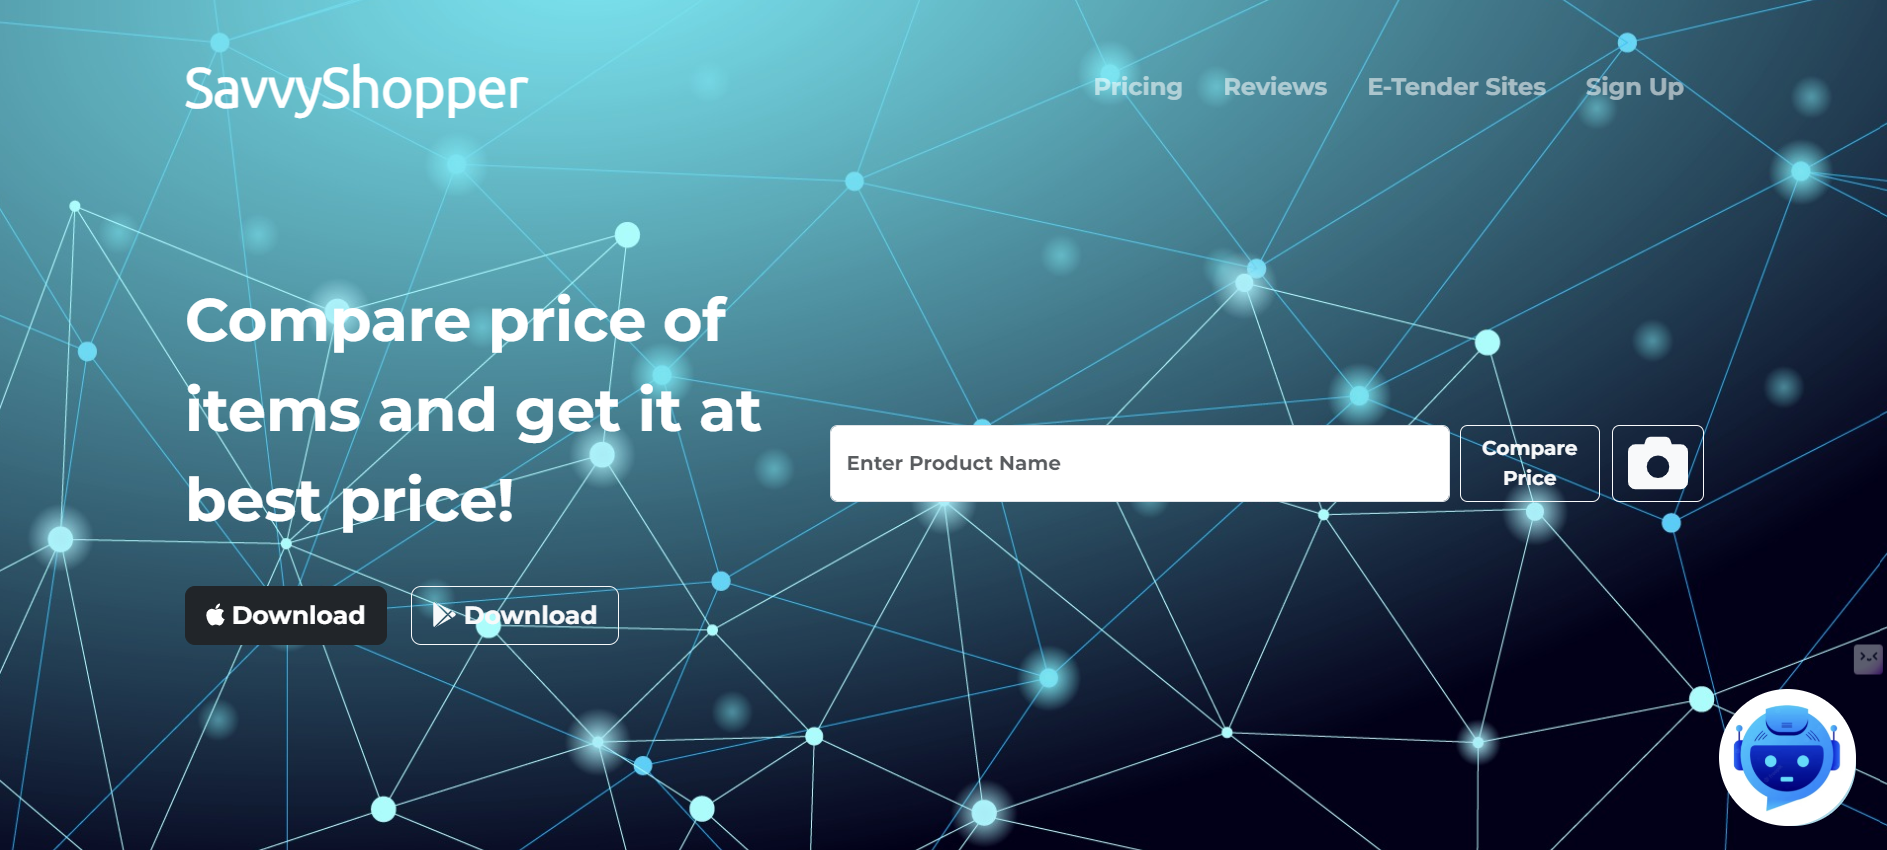 SavvyShopper
Pricing Reviews E-Tender Sites Sign Up
Compare price of
items and get it at
best price!
Enter Product Name
Compare
Price
Download Download